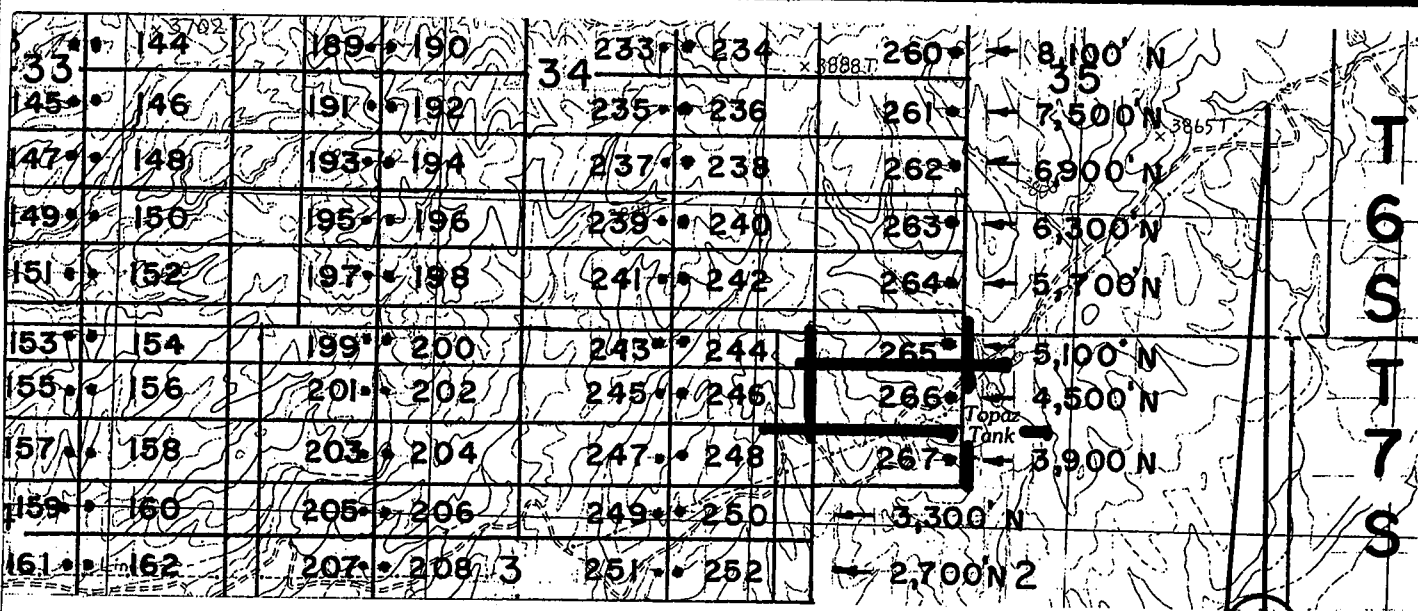 3702
144 189 190 233 234 260 8,100' N
33 34 3888T 35
145 146 191 192 235 236 261 7,500' N
3865T
147 148 193 194 237 238 262 6,900' N
149 150 195 196 239 240 263 6,300' N
151 152 197 198 241 242 264 5,700' N
153 154 199 200 243 244 265 5,100' N
155 156 201 202 245 246 266 4,500' N
Topaz
Tank
157 158 203 204 247 248 267 3,900' N
159 160 205 206 249 250 3,300' N
161 162 207 208 3 251 252 2,700' N 2
T
6
S
T
7
S